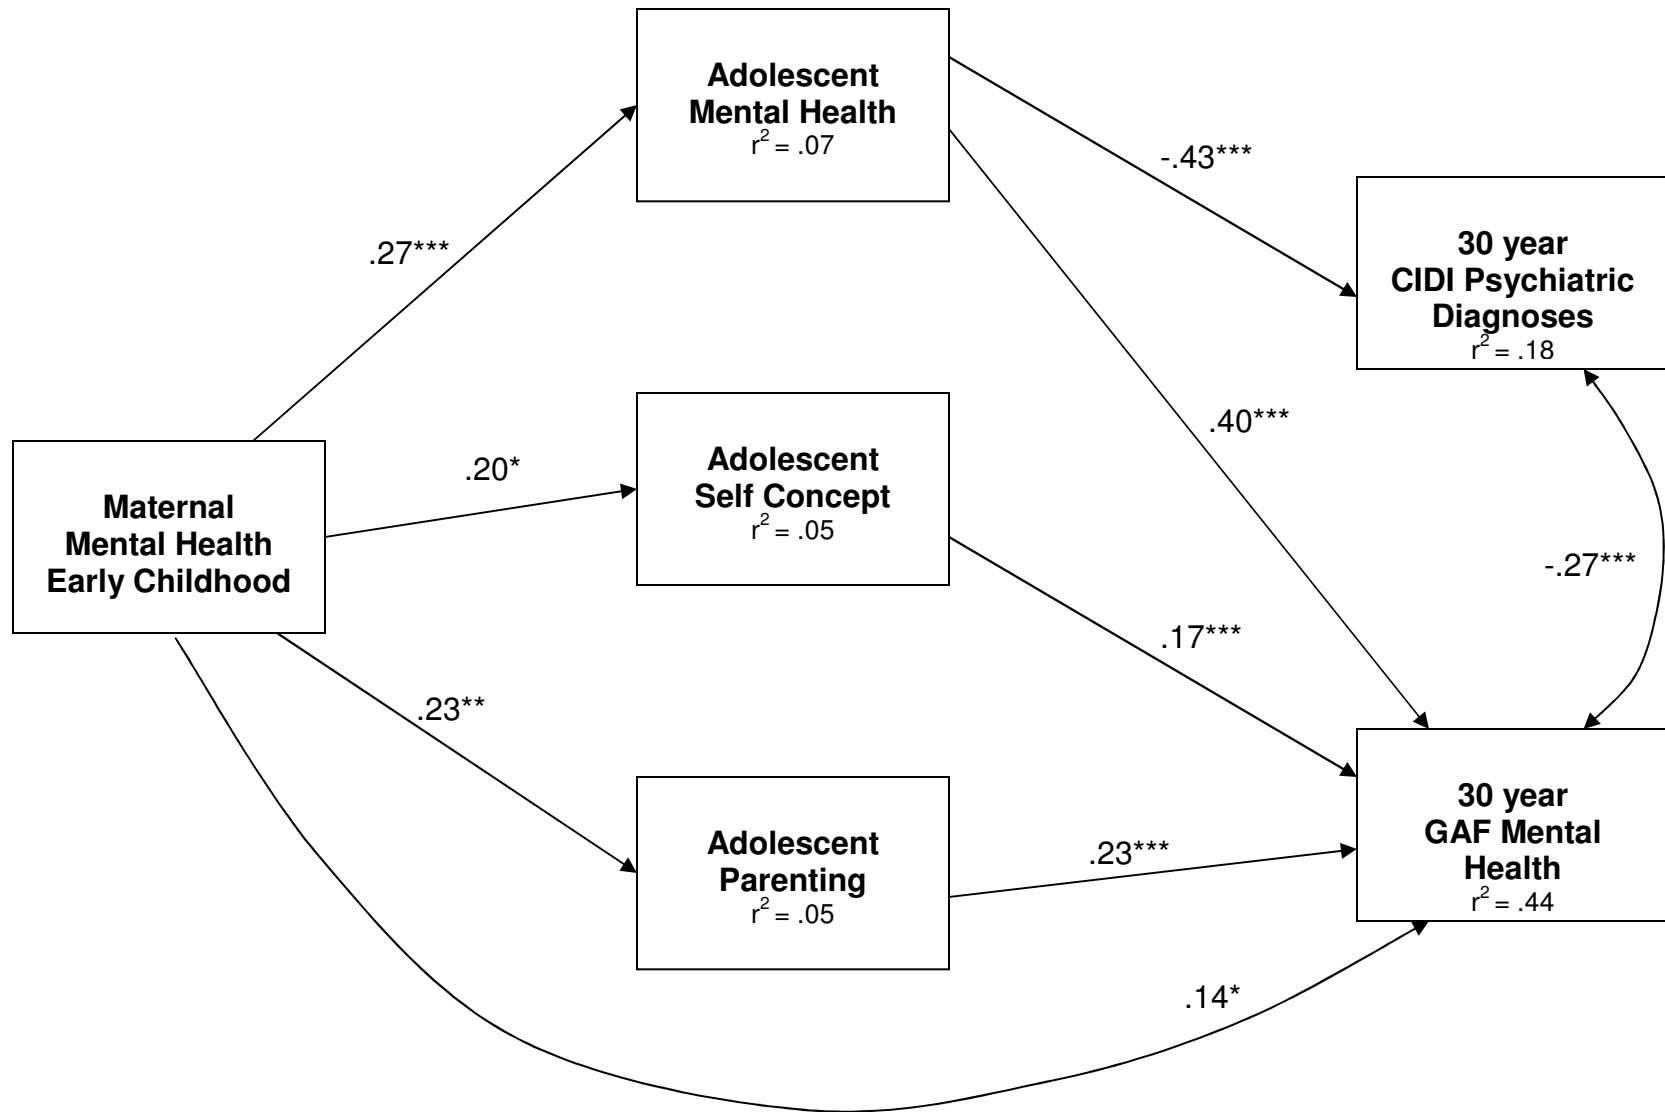 Adolescent
Mental Health
r² = .07
-.43***
30 year
CIDI Psychiatric
Diagnoses
r² = .18
.27***
.40***
Adolescent
Self Concept
r² = .05
.20*
Maternal
Mental Health
Early Childhood
-.27***
.17***
.23**
30 year
GAF Mental
Health
r² = .44
Adolescent
Parenting
r² = .05
.23***
.14*